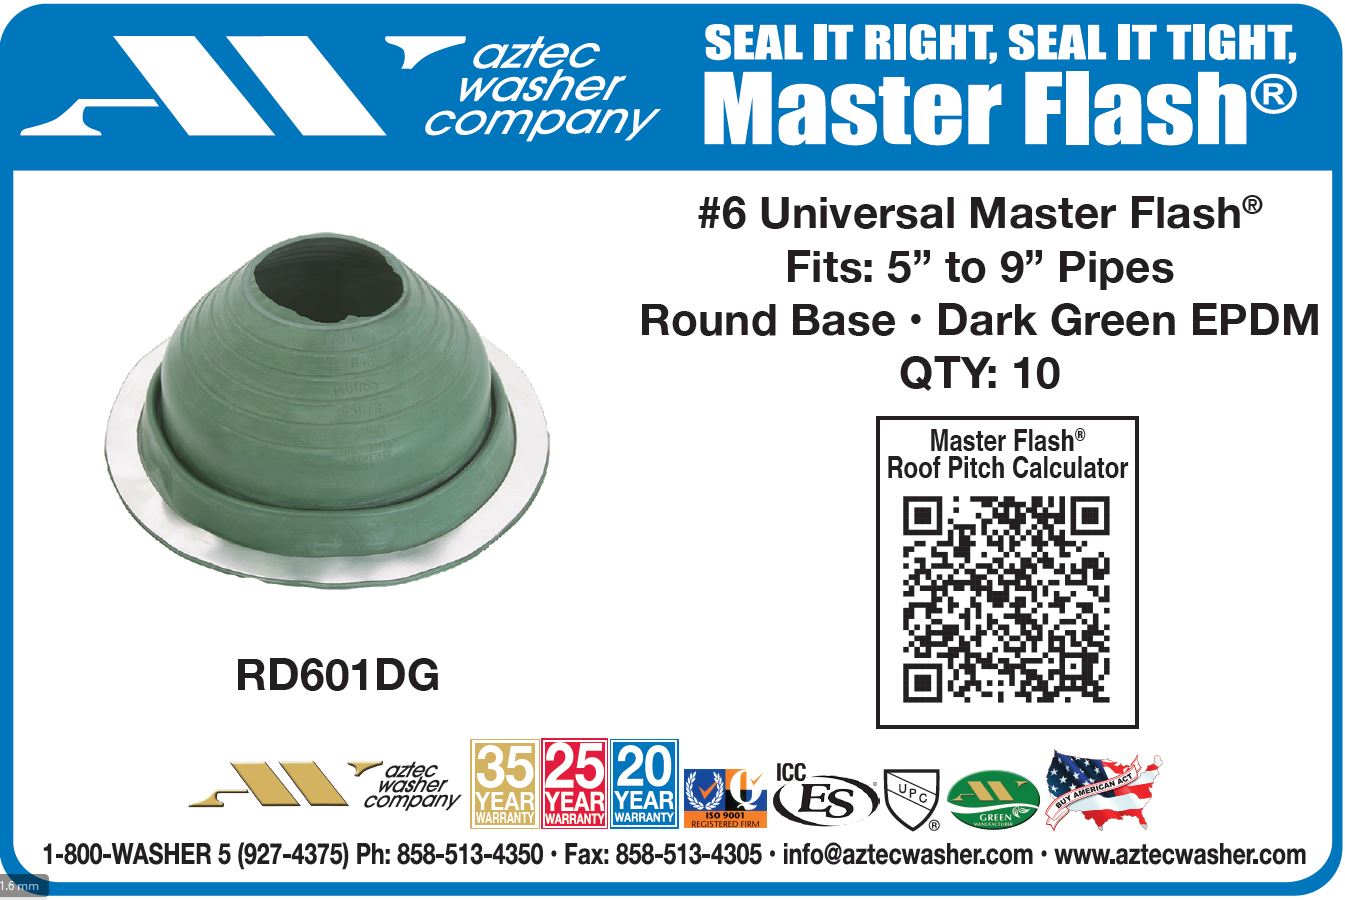 aztec
washer
company
SEAL IT RIGHT, SEAL IT TIGHT,
Master Flash®
#6 Universal Master Flash®
Fits: 5” to 9” Pipes
Round Base • Dark Green EPDM
QTY: 10
Master Flash®
Roof Pitch Calculator
RD601DG
aztec
washer
company
35
YEAR
WARRANTY
25
YEAR
WARRANTY
20
YEAR
WARRANTY
Q
ISO 9001
REGISTERED FIRM
ICC
ES
UPC
®
GREEN
MANUFACTURER
BUY AMERICAN ACT
1-800-WASHER 5 (927-4375) Ph: 858-513-4350 • Fax: 858-513-4305 • info@aztecwasher.com • www.aztecwasher.com
1.6 mm